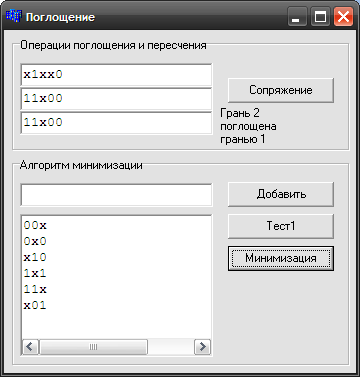 Поглощение
Операции поглощения и пересчения
x1xx0
11x00
Сопряжение
11x00
Грань 2
поглощена
гранью 1
Алгоритм минимизации
Добавить
00x
Тест1
0x0
x10
Минимизация
1x1
11x
x01